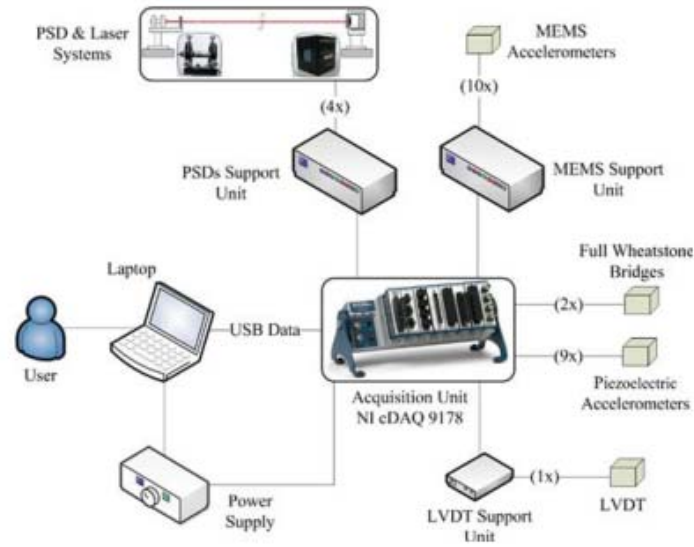 PSD & Laser
Systems
MEMS
Accelerometers
(4x)
(10x)
PSDs Support
Unit
MEMS Support
Unit
Full Wheatstone
Bridges
Laptop
USB Data
(2x)
User
(9x)
Piezoelectric
Accelerometers
Acquisition Unit
NI cDAQ 9178
Power
Supply
(1x)
LVDT Support
Unit
LVDT